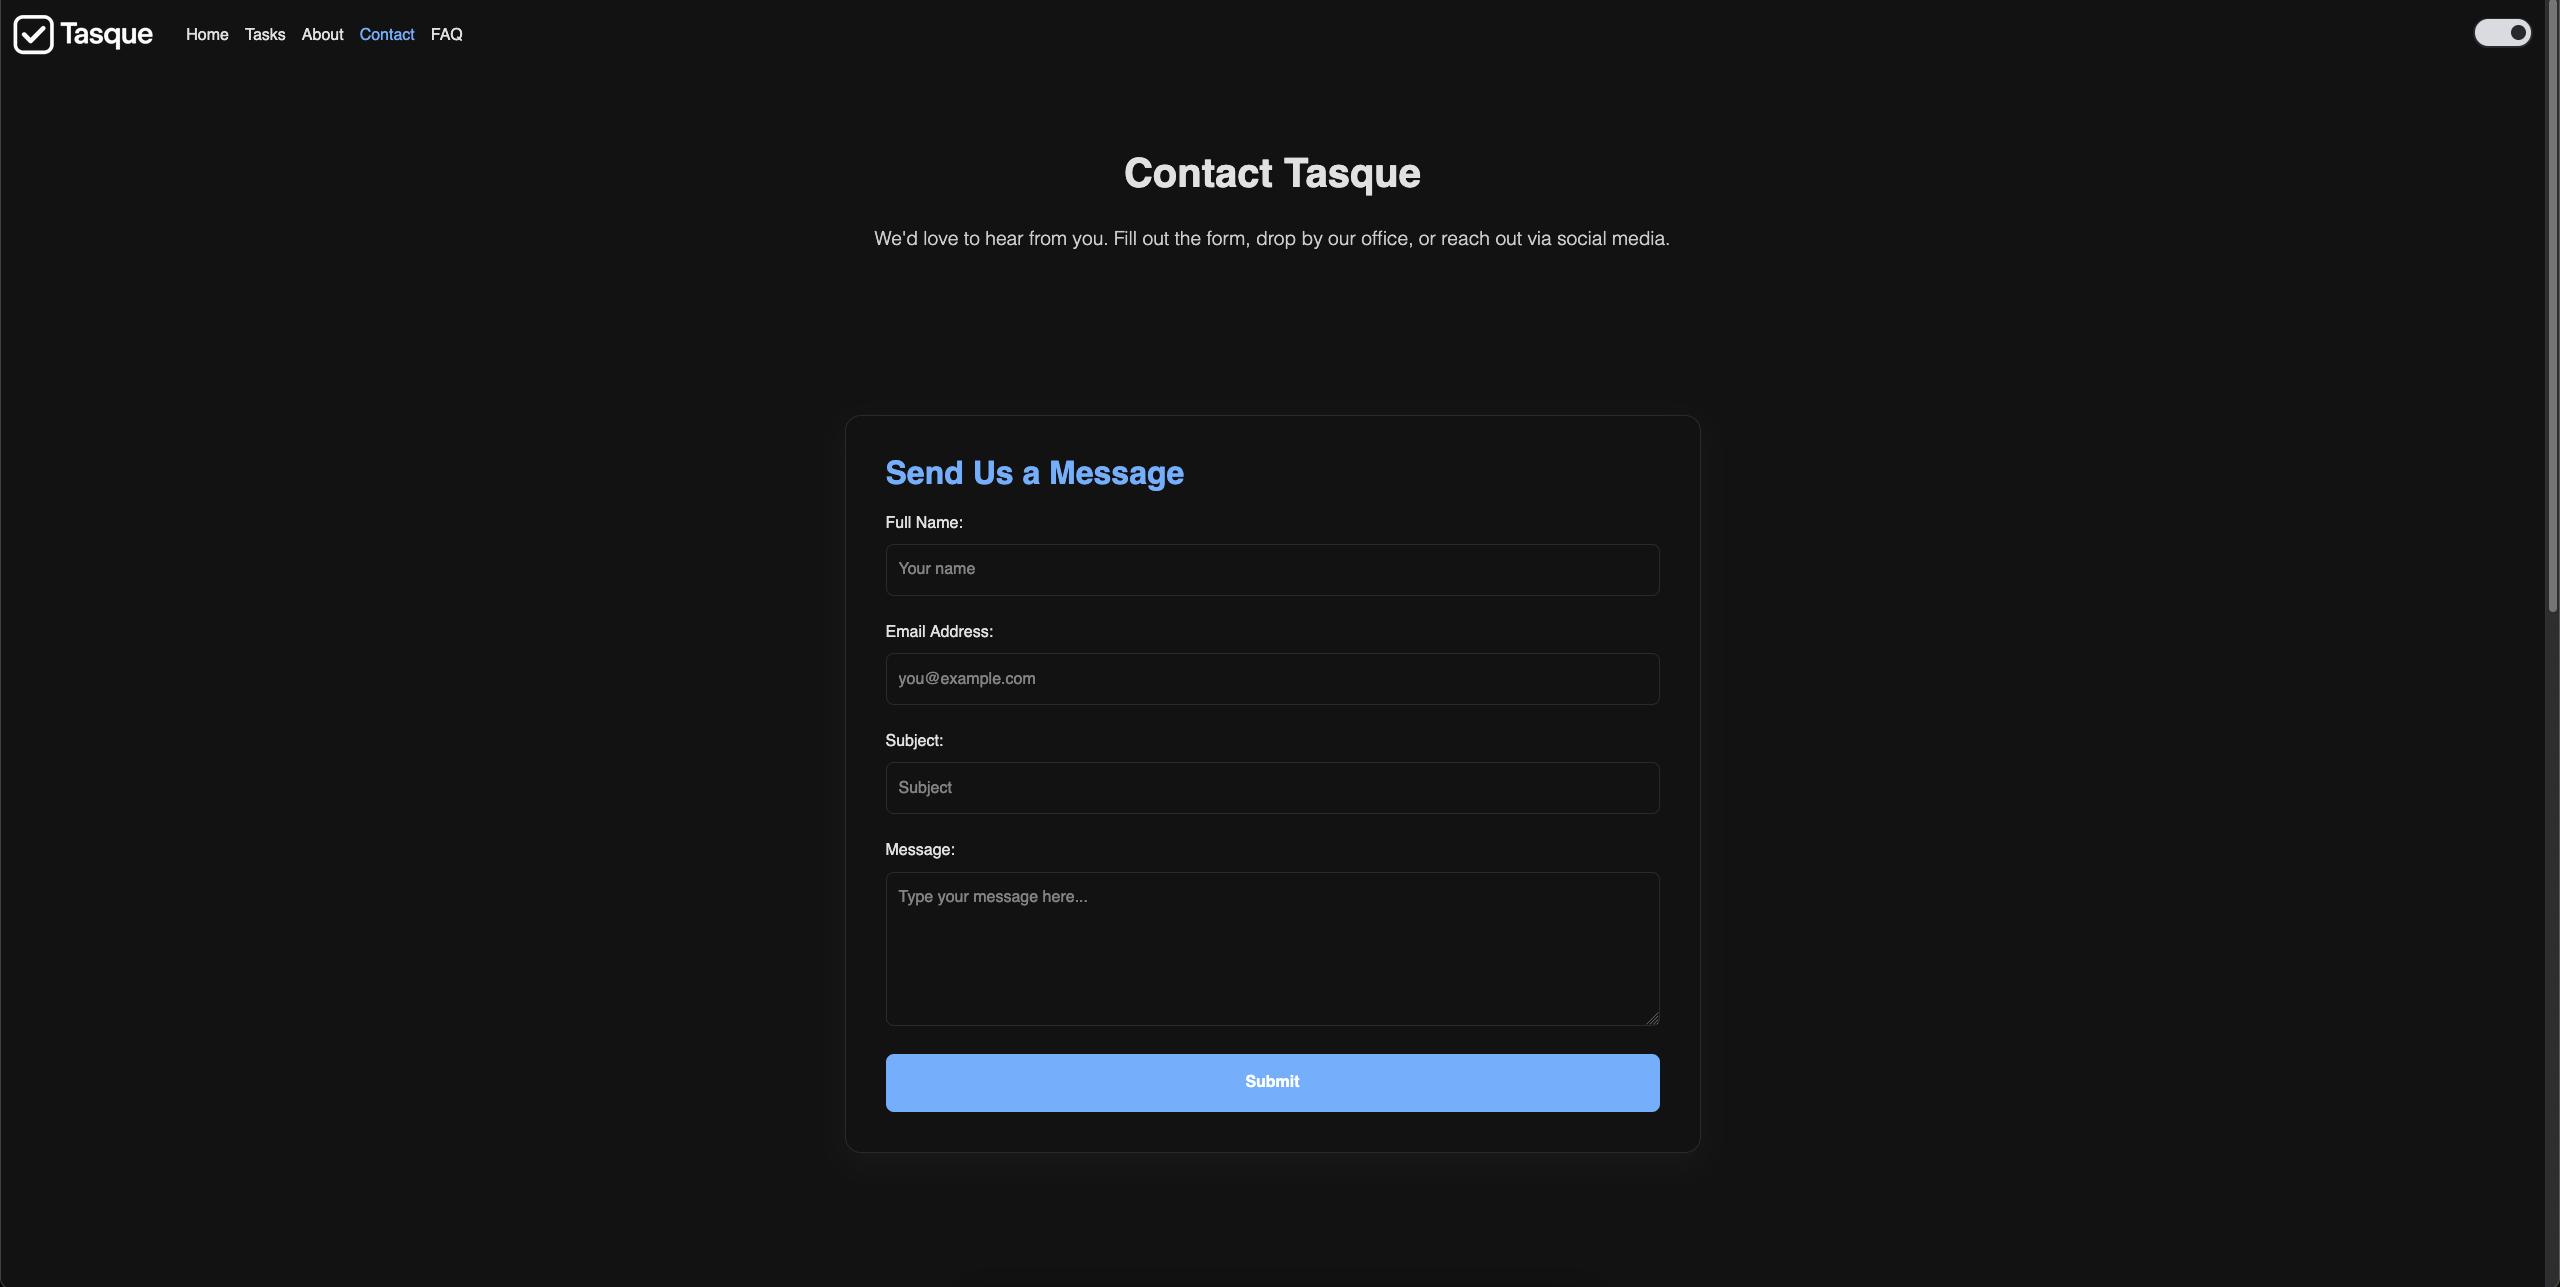 Tasque
Home Tasks About Contact FAQ
Contact Tasque
We'd love to hear from you. Fill out the form, drop by our office, or reach out via social media.
Send Us a Message
Full Name:
Your name
Email Address:
you@example.com
Subject:
Subject
Message:
Type your message here...
Submit